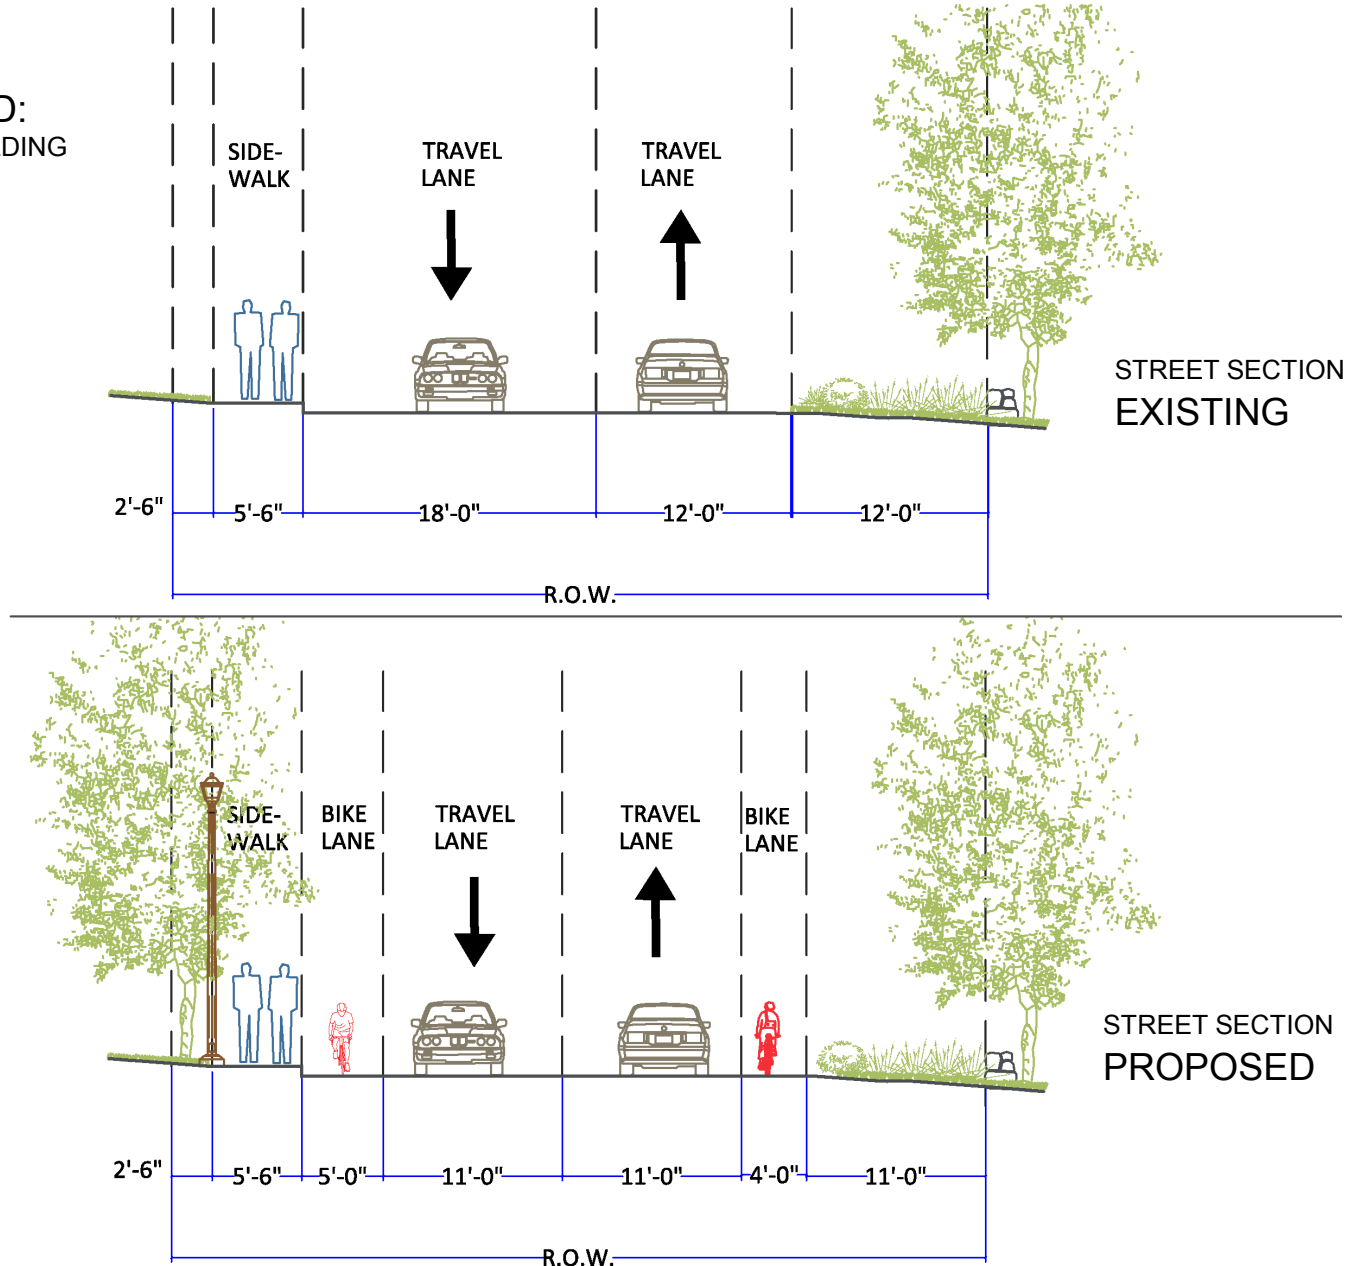 D:
LDING
SIDE-
WALK
TRAVEL
LANE
TRAVEL
LANE
STREET SECTION
EXISTING
2'-6"
5'-6"
18'-0"
12'-0"
12'-0"
R.O.W.
SIDE-
WALK
BIKE
LANE
TRAVEL
LANE
TRAVEL
LANE
BIKE
LANE
STREET SECTION
PROPOSED
2'-6"
5'-6"
5'-0"
11'-0"
11'-0"
4'-0"
11'-0"
R.O.W.